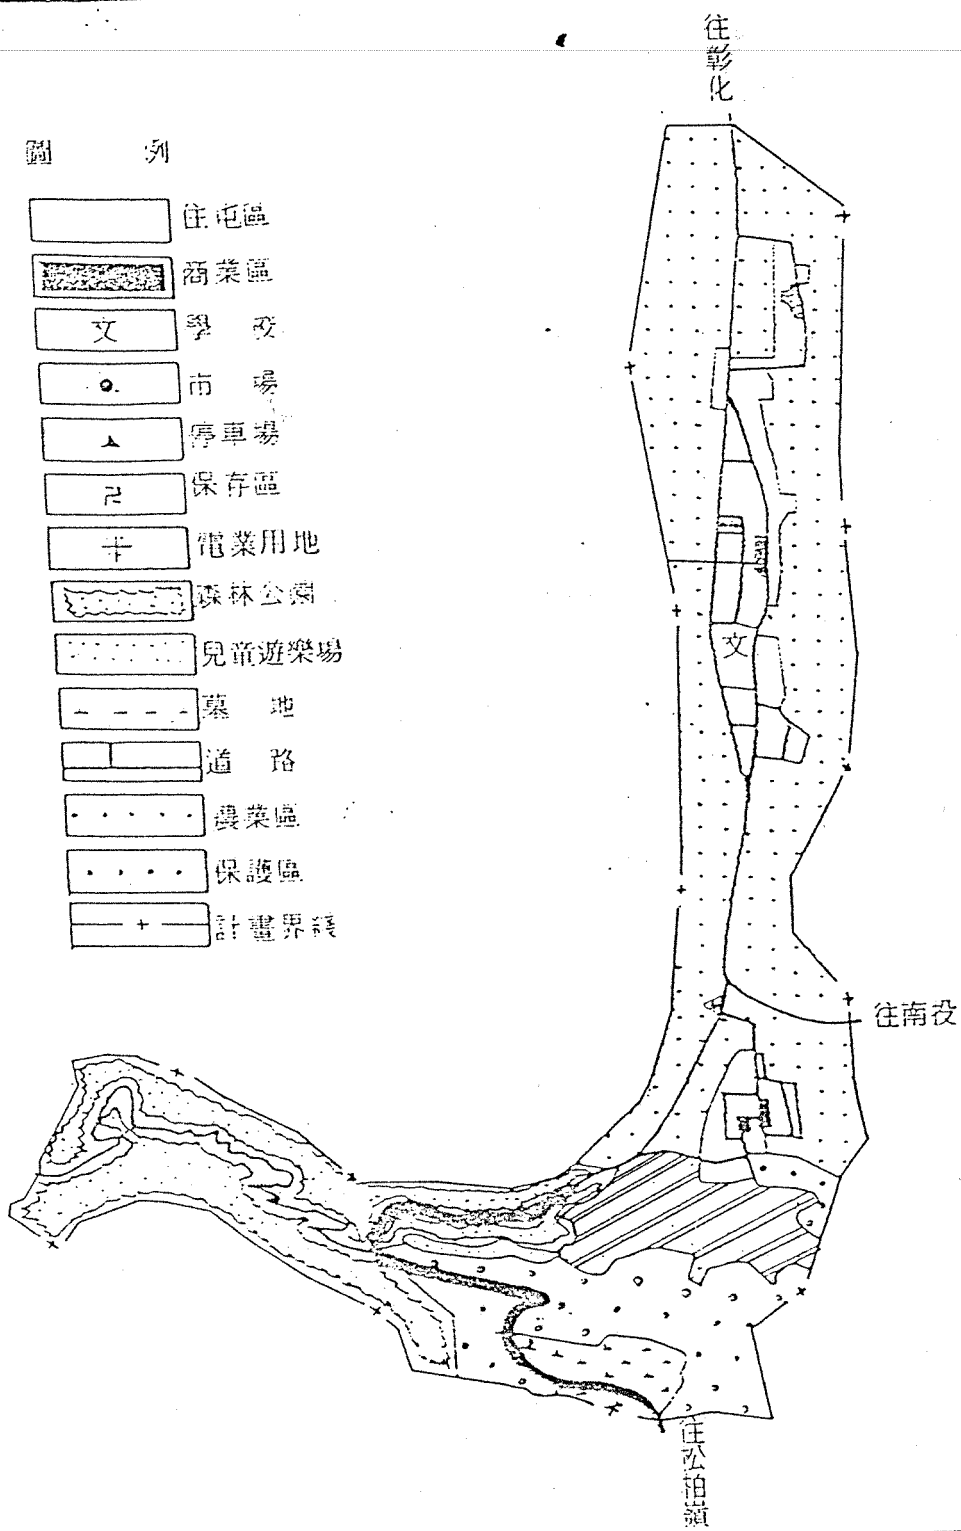 往彰化
圖 例
住宅區
商業區
文
學校
市場
停車場
卍
保存區
電業用地
森林公園
兒童遊樂場
墓地
道路
農業區
保護區
計畫界線
文
往南投
往松柏嶺